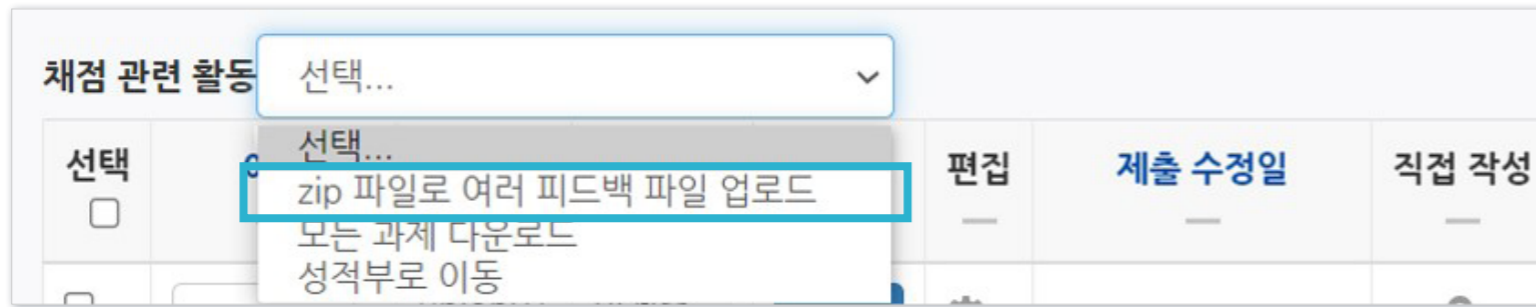 채점 관련 활동 선택...
선택...
zip 파일로 여러 피드백 파일 업로드
모든 과제 다운로드
성적부로 이동
선택 편집 제출 수정일 직접 작성